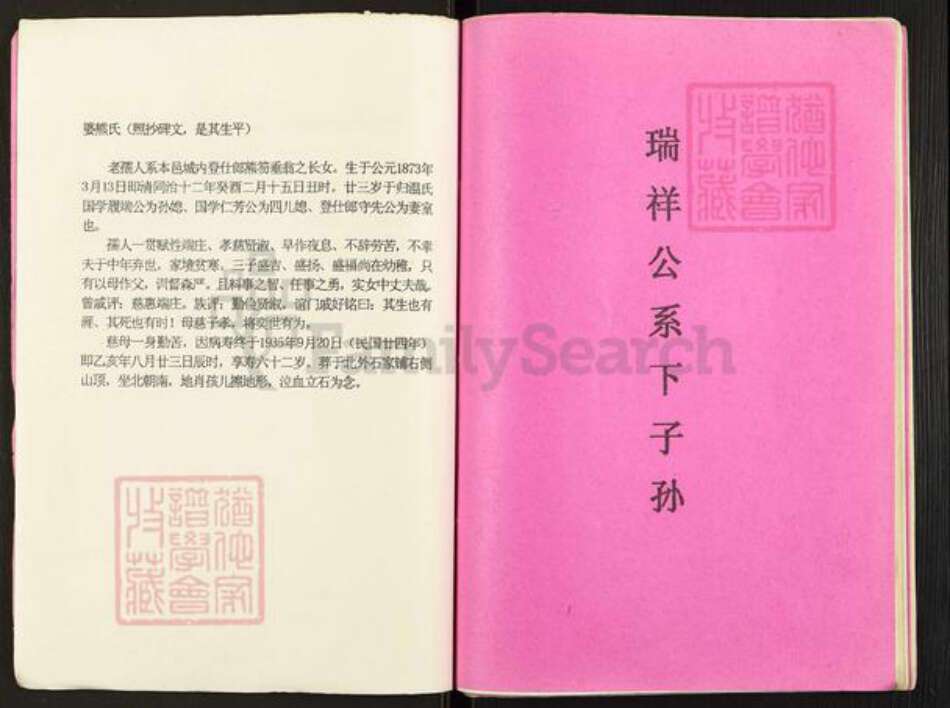 婆熊氏（照抄碑文，是其生平）
老孺人系本邑城内登仕郎熊笏垂翁之长女。生于公元1873年
3月13日即清同治十二年癸酉二月十五日丑时，廿三岁于归温氏
国学履瑞公为孙媳、国学仁芳公为四儿媳、登仕郎守先公为妻室
也。
孺人一贯赋性端庄、孝慈贤淑、早作夜息、不辞劳苦，不幸
夫于中年弃世，家境贫寒，三子盛吉、盛扬、盛福尚在幼稚，只
有以母作父，训督森严。且料事之智、任事之勇，实女中丈夫哉。
曾咸评：慈惠端庄。族评：勤俭贤淑，谊门戚好铭曰：其生也有
涯、其死也有时！母慈子孝、将奕世有为。
慈母一身勤苦，因病寿终于1935年9月20日（民国廿四年）
即乙亥年八月廿三日辰时，享寿六十二岁，葬于北外石家铺右侧
山顶，坐北朝南，地肖孩儿擦地形，泣血立石为念。
瑞祥公系下子孙
FamilySearch